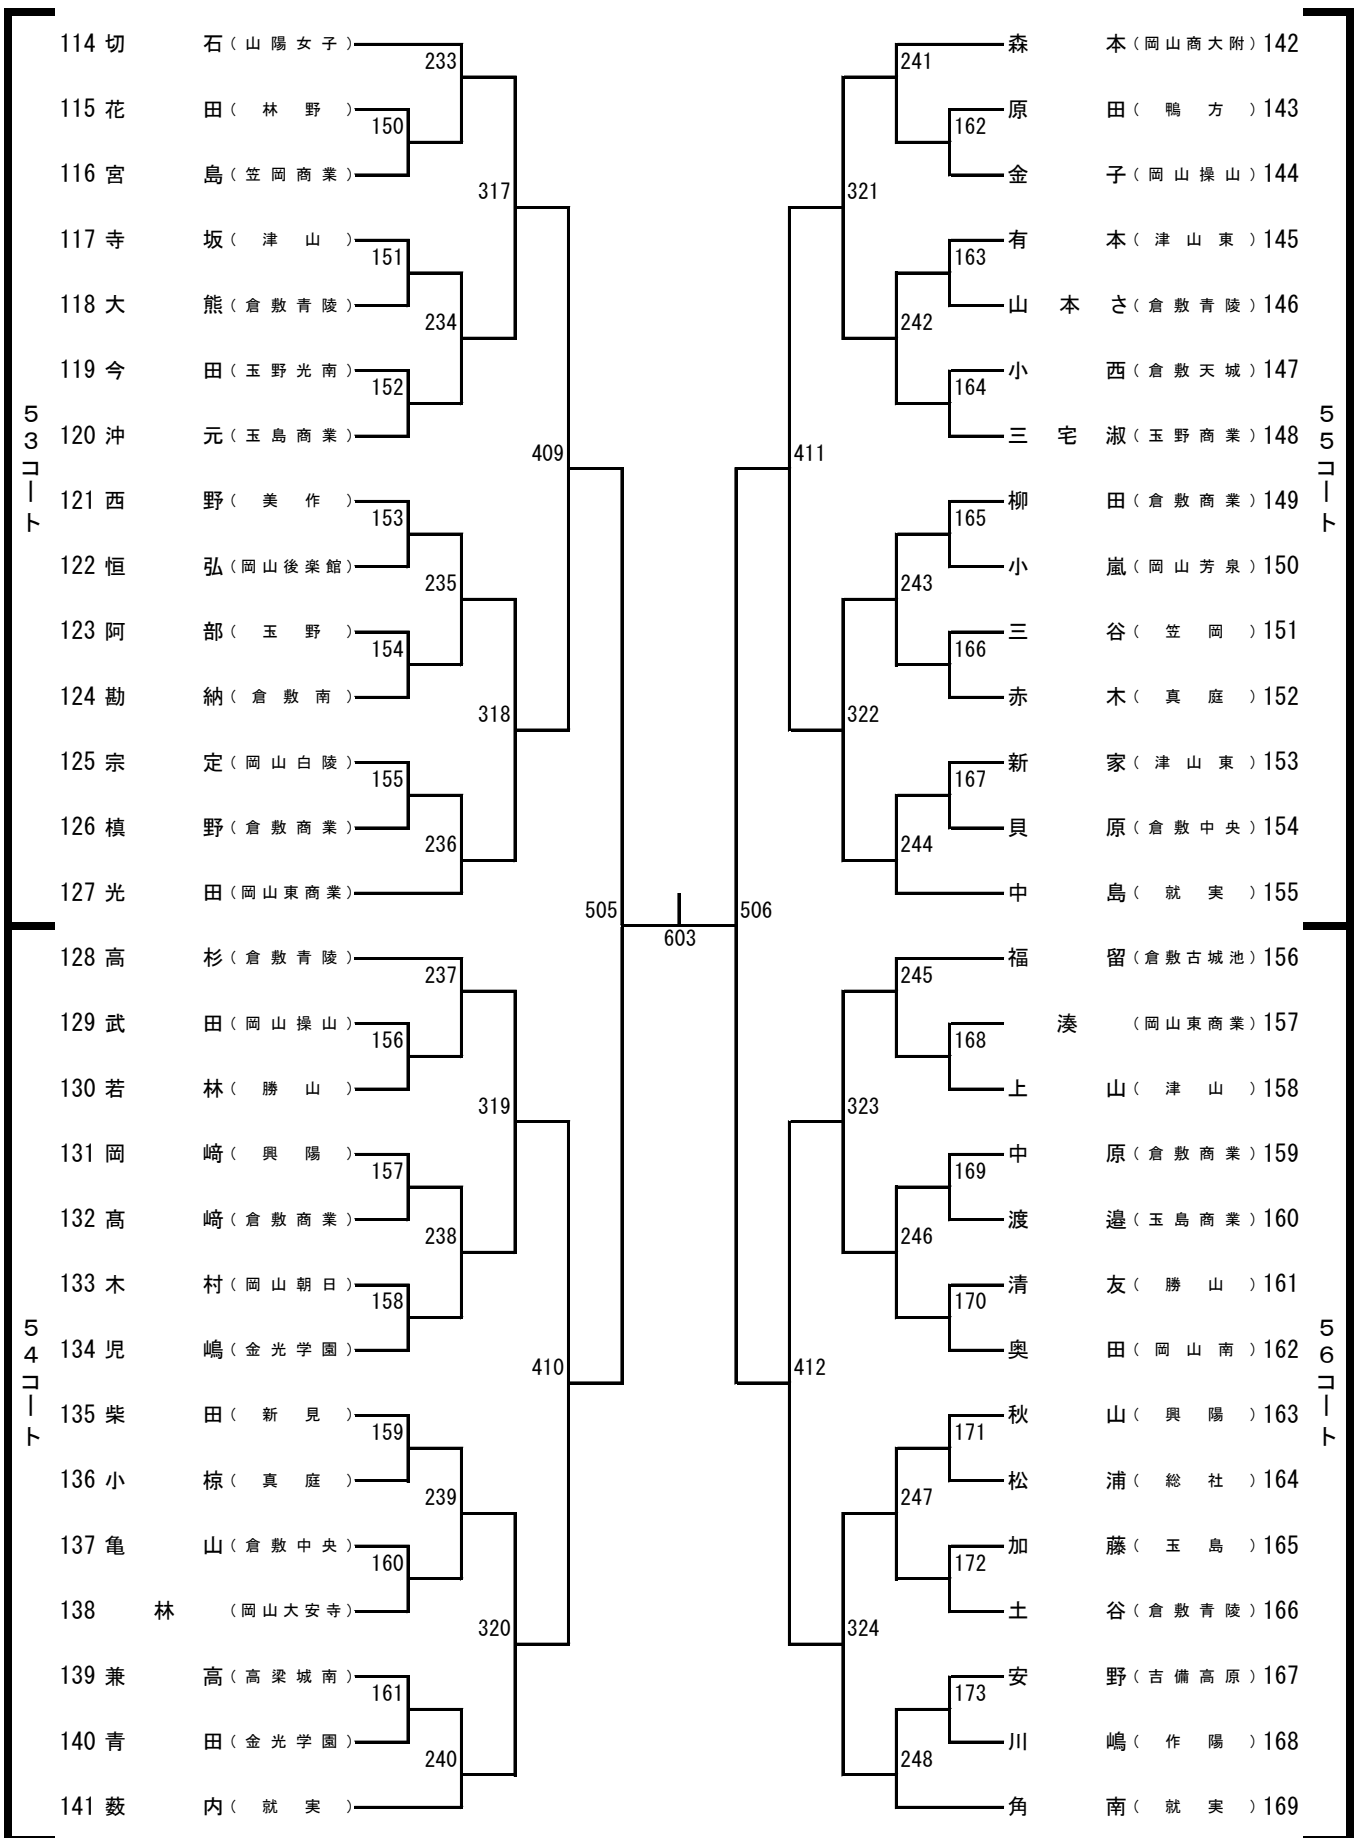 114 切石(山陽女子) 233 241 森本(岡山商大附)142
115 花田(林野) 150 162 原田(鴨方)143
116 宮島(笠岡商業) 317 321 金子(岡山操山)144
117 寺坂(津山) 151 163 有本(津山東)145
118 大熊(倉敷青陵) 234 242 山本さ(倉敷青陵)146
119 今田(玉野光南) 152 164 小西(倉敷天城)147
53コート
120 沖元(玉島商業) 409 411 三宅淑(玉野商業)148
55コート
121 西野(美作) 153 165 柳田(倉敷商業)149
122 恒弘(岡山後楽館) 235 243 小嵐(岡山芳泉)150
123 阿部(玉野) 154 166 三谷(笠岡)151
124 勘納(倉敷南) 318 322 赤木(真庭)152
125 宗定(岡山白陵) 155 167 新家(津山東)153
126 槙野(倉敷商業) 236 244 貝原(倉敷中央)154
127 光田(岡山東商業) 中島(就実)155
505 603 506
128 高杉(倉敷青陵) 237 245 福留(倉敷古城池)156
129 武田(岡山操山) 156 168 湊(岡山東商業)157
130 若林(勝山) 319 323 上山(津山)158
131 岡﨑(興陽) 157 169 中原(倉敷商業)159
132 髙﨑(倉敷商業) 238 246 渡邉(玉島商業)160
133 木村(岡山朝日) 158 170 清友(勝山)161
54コート
134 児嶋(金光学園) 410 412 奥田(岡山南)162
56コート
135 柴田(新見) 159 171 秋山(興陽)163
136 小椋(真庭) 239 247 松浦(総社)164
137 亀山(倉敷中央) 160 172 加藤(玉島)165
138 林(岡山大安寺) 320 324 土谷(倉敷青陵)166
139 兼高(高梁城南) 161 173 安野(吉備高原)167
140 青田(金光学園) 240 248 川嶋(作陽)168
141 薮内(就実) 角南(就実)169